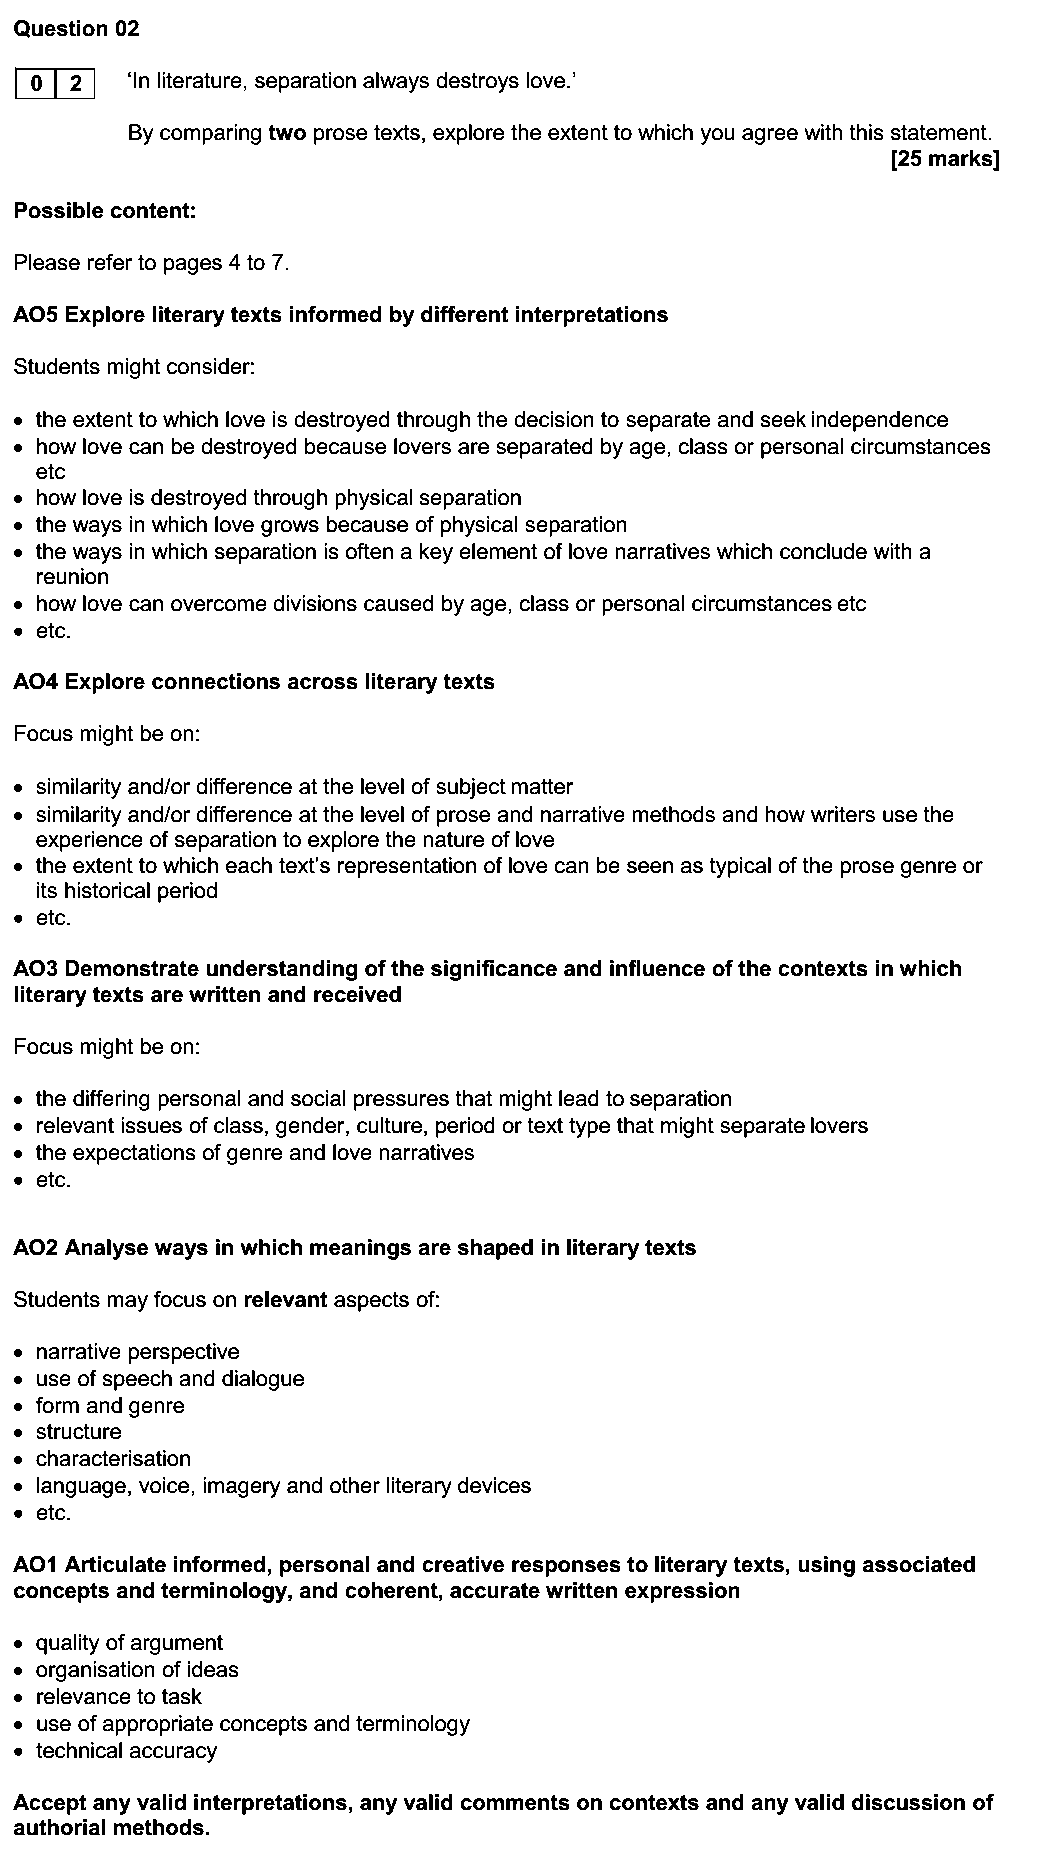 Question 02
0 2 ‘In literature, separation always destroys love.’
By comparing two prose texts, explore the extent to which you agree with this statement.
[25 marks]
Possible content:
Please refer to pages 4 to 7.
AO5 Explore literary texts informed by different interpretations
Students might consider:
• the extent to which love is destroyed through the decision to separate and seek independence
• how love can be destroyed because lovers are separated by age, class or personal circumstances
etc
• how love is destroyed through physical separation
• the ways in which love grows because of physical separation
• the ways in which separation is often a key element of love narratives which conclude with a
reunion
• how love can overcome divisions caused by age, class or personal circumstances etc
• etc.
AO4 Explore connections across literary texts
Focus might be on:
• similarity and/or difference at the level of subject matter
• similarity and/or difference at the level of prose and narrative methods and how writers use the
experience of separation to explore the nature of love
• the extent to which each text’s representation of love can be seen as typical of the prose genre or
its historical period
• etc.
AO3 Demonstrate understanding of the significance and influence of the contexts in which
literary texts are written and received
Focus might be on:
• the differing personal and social pressures that might lead to separation
• relevant issues of class, gender, culture, period or text type that might separate lovers
• the expectations of genre and love narratives
• etc.
AO2 Analyse ways in which meanings are shaped in literary texts
Students may focus on relevant aspects of:
• narrative perspective
• use of speech and dialogue
• form and genre
• structure
• characterisation
• language, voice, imagery and other literary devices
• etc.
AO1 Articulate informed, personal and creative responses to literary texts, using associated
concepts and terminology, and coherent, accurate written expression
• quality of argument
• organisation of ideas
• relevance to task
• use of appropriate concepts and terminology
• technical accuracy
Accept any valid interpretations, any valid comments on contexts and any valid discussion of
authorial methods.